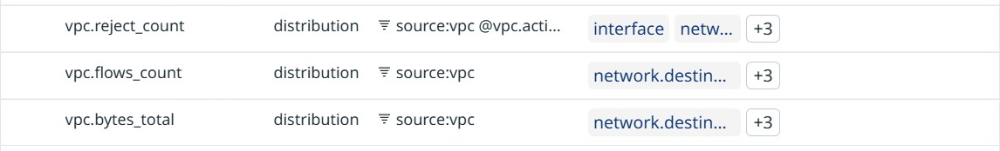 vpc.reject_count distribution source:vpc @vpc.acti... interface netw... +3
vpc.flows_count distribution source:vpc network.destin... +3
vpc.bytes_total distribution source:vpc network.destin... +3